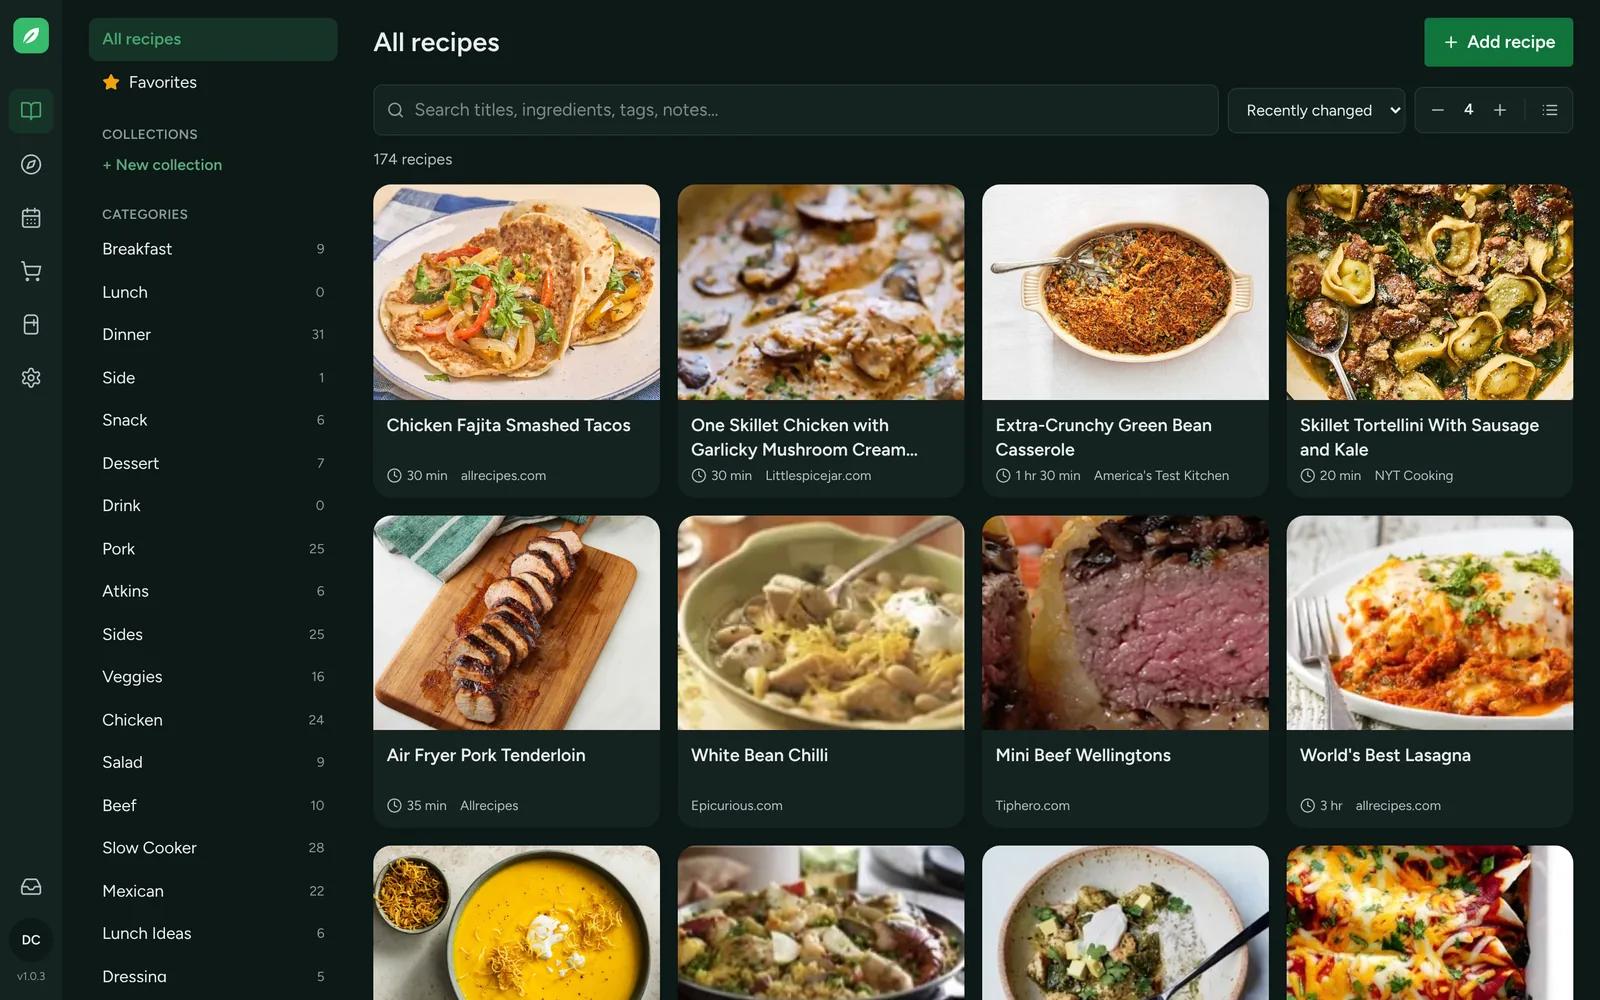 All recipes
Favorites
COLLECTIONS
+ New collection
CATEGORIES
Breakfast 9
Lunch 0
Dinner 31
Side 1
Snack 6
Dessert 7
Drink 0
Pork 25
Atkins 6
Sides 25
Veggies 16
Chicken 24
Salad 9
Beef 10
Slow Cooker 28
Mexican 22
Lunch Ideas 6
Dressing 5
DC
v1.0.3
All recipes
+ Add recipe
Search titles, ingredients, tags, notes...
Recently changed
− 4 +
174 recipes
Chicken Fajita Smashed Tacos
30 min allrecipes.com
One Skillet Chicken with
Garlicky Mushroom Cream...
30 min Littlespicejar.com
Extra-Crunchy Green Bean
Casserole
1 hr 30 min America's Test Kitchen
Skillet Tortellini With Sausage
and Kale
20 min NYT Cooking
Air Fryer Pork Tenderloin
35 min Allrecipes
White Bean Chilli
Epicurious.com
Mini Beef Wellingtons
Tiphero.com
World's Best Lasagna
3 hr allrecipes.com